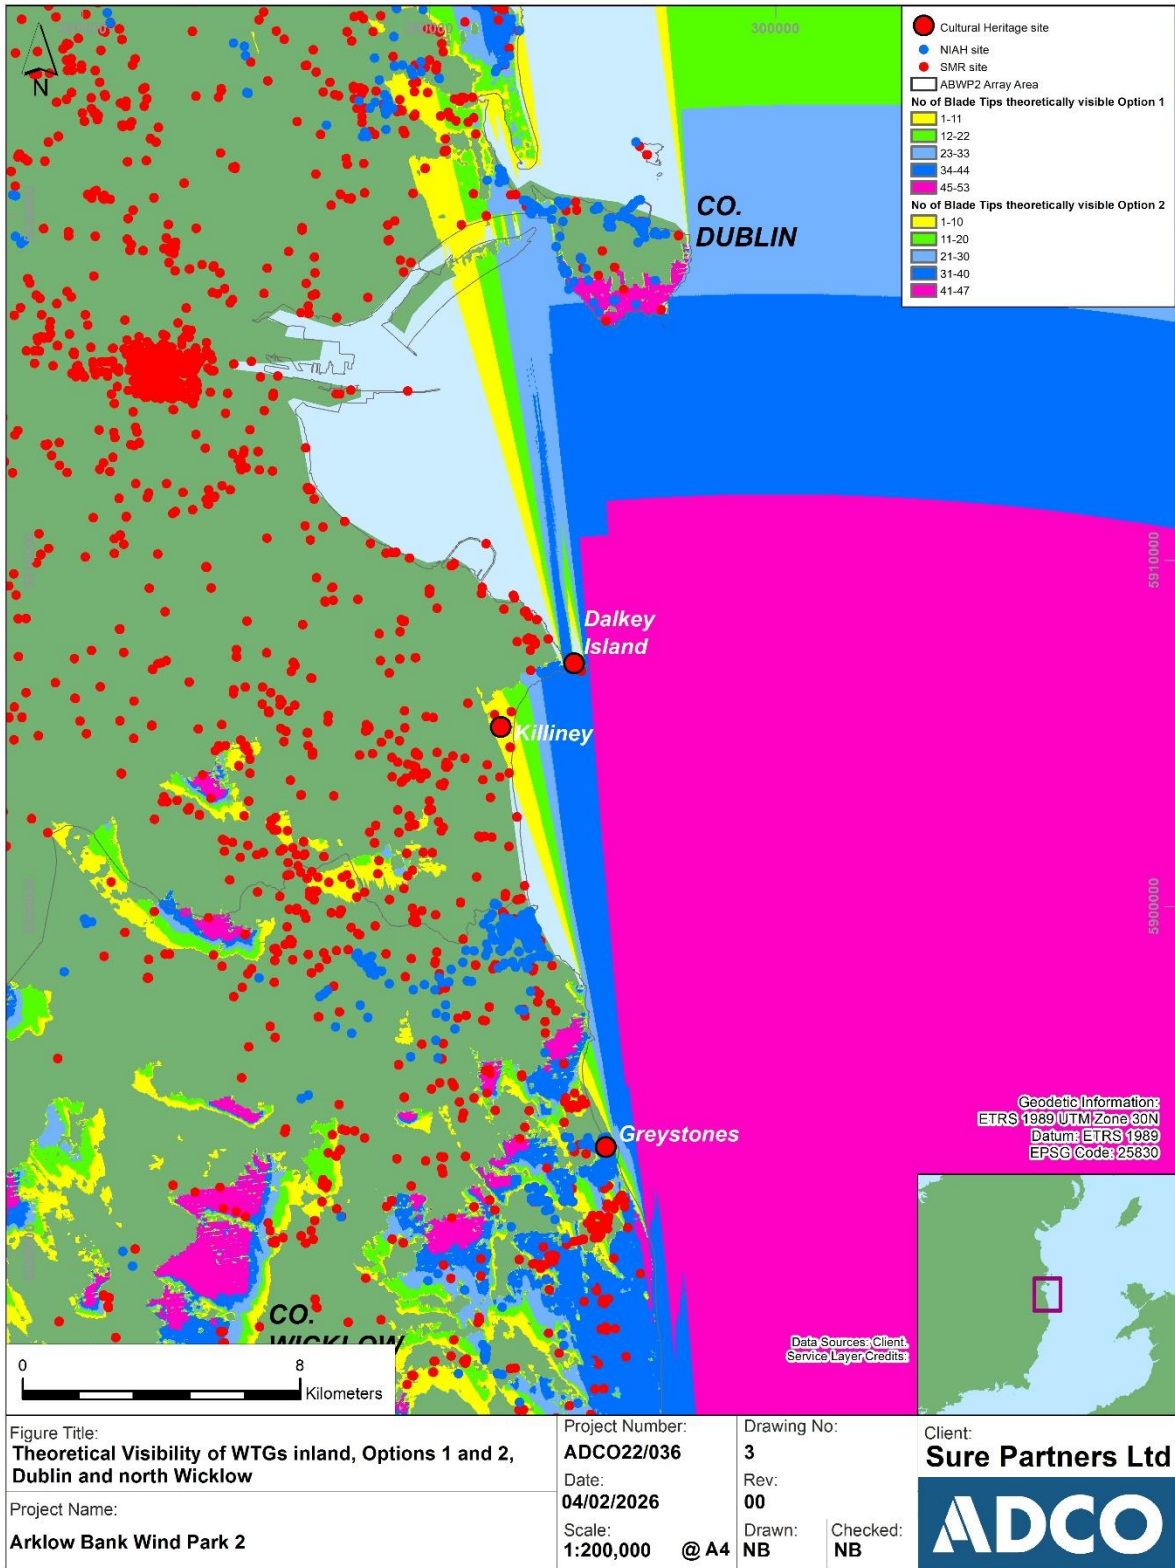 N
300000
Cultural Heritage site
NIAH site
SMR site
ABWP2 Array Area
No of Blade Tips theoretically visible Option 1
1-11
12-22
23-33
34-44
45-53
No of Blade Tips theoretically visible Option 2
1-10
11-20
21-30
31-40
41-47
CO.
DUBLIN
5910000
Dalkey
Island
Killiney
5900000
Greystones
Geodetic Information:
ETRS 1989 UTM Zone 30N
Datum: ETRS 1989
EPSG Code: 25830
CO.
WICKLOW
Data Sources: Client.
Service Layer Credits:
0 8
Kilometers
Figure Title:
Theoretical Visibility of WTGs inland, Options 1 and 2,
Dublin and north Wicklow
Project Name:
Arklow Bank Wind Park 2
Project Number:
ADCO22/036
Date:
04/02/2026
Scale:
1:200,000 @ A4
Drawing No:
3
Rev:
00
Drawn:
NB
Checked:
NB
Client:
Sure Partners Ltd
ADCO